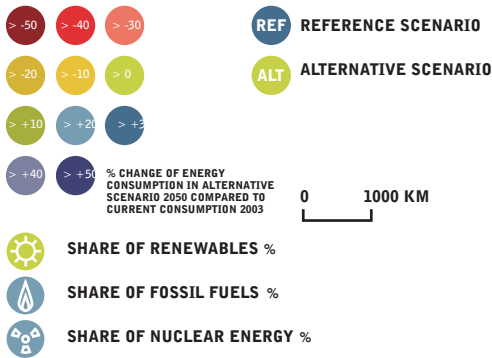 > -50 > -40 > -30
REF REFERENCE SCENARIO
> -20 > -10 > 0
ALT ALTERNATIVE SCENARIO
> +10 > +20 > +3
> +40 > +50
% CHANGE OF ENERGY
CONSUMPTION IN ALTERNATIVE
SCENARIO 2050 COMPARED TO
CURRENT CONSUMPTION 2003
0 1000 KM
SHARE OF RENEWABLES %
SHARE OF FOSSIL FUELS %
SHARE OF NUCLEAR ENERGY %